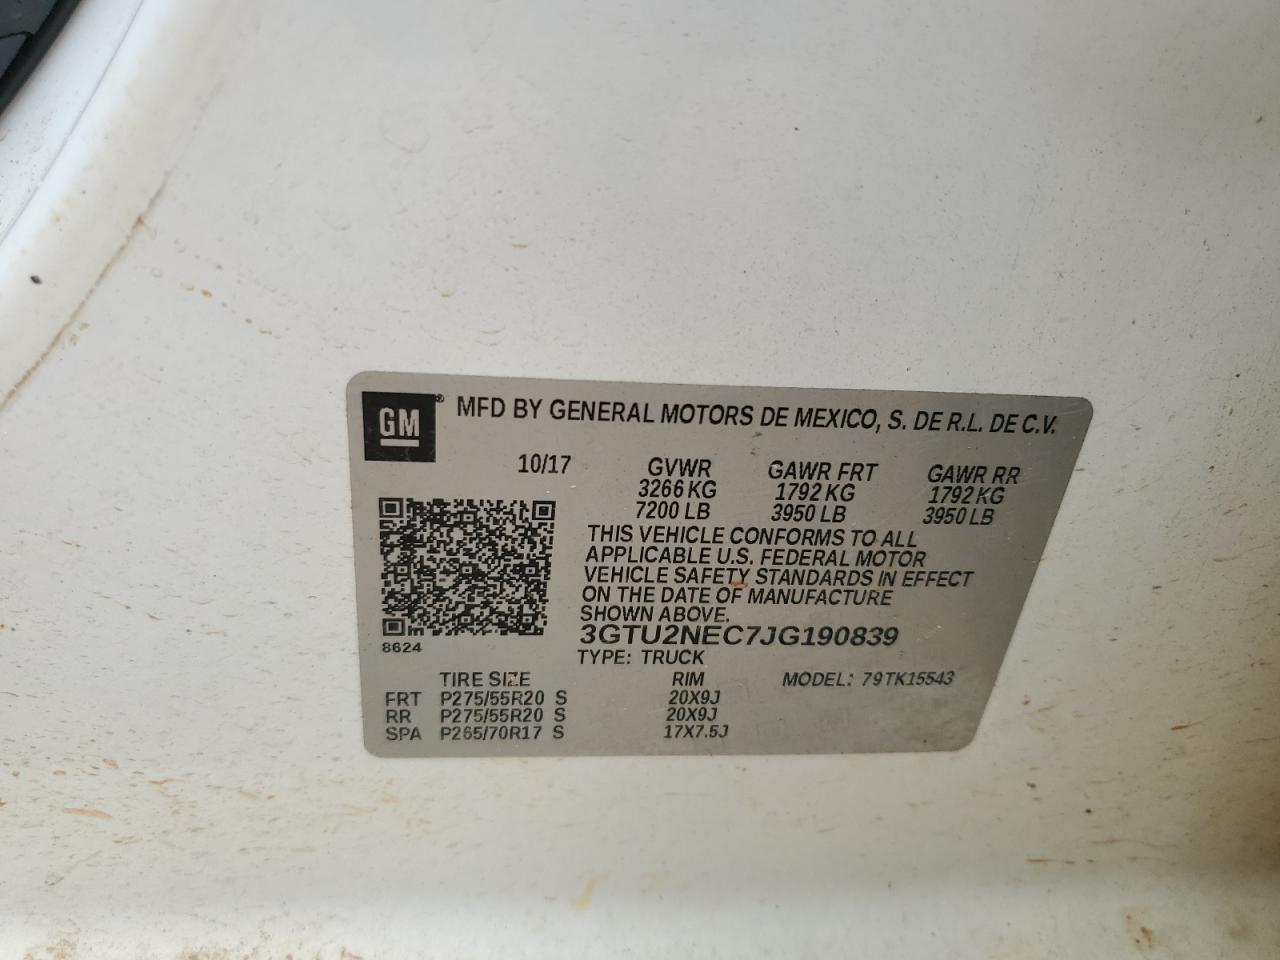 GM® MFD BY GENERAL MOTORS DE MEXICO, S. DE R.L. DE C.V.
10/17 GVWR GAWR FRT GAWR RR
3266 KG 1792 KG 1792 KG
7200 LB 3950 LB 3950 LB
THIS VEHICLE CONFORMS TO ALL
APPLICABLE U.S. FEDERAL MOTOR
VEHICLE SAFETY STANDARDS IN EFFECT
ON THE DATE OF MANUFACTURE
SHOWN ABOVE.
3GTU2NEC7JG190839
8624
TYPE: TRUCK
TIRE SIZE RIM MODEL: 79TK15543
FRT P275/55R20 S 20X9J
RR P275/55R20 S 20X9J
SPA P265/70R17 S 17X7.5J